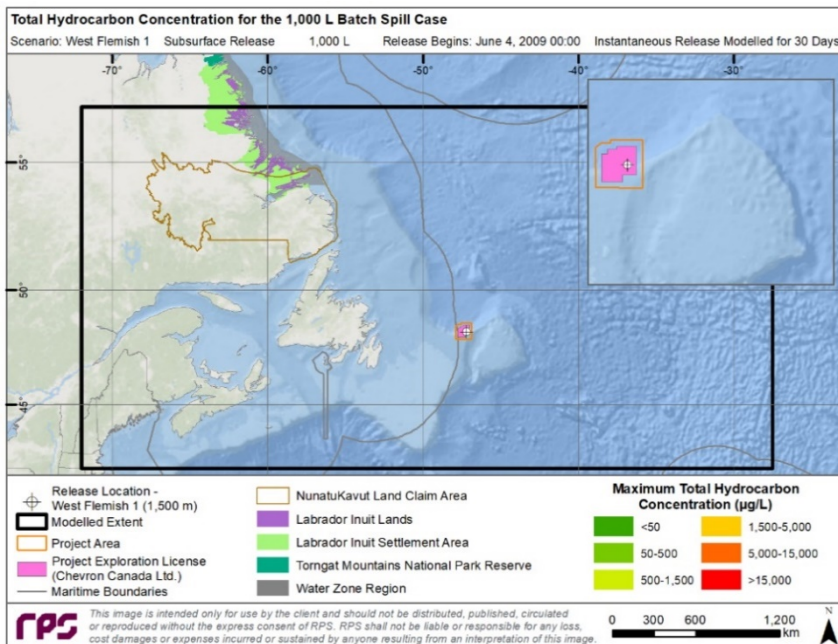 Total Hydrocarbon Concentration for the 1,000 L Batch Spill Case
Scenario: West Flemish 1 Subsurface Release 1,000 L Release Begins: June 4, 2009 00:00 Instantaneous Release Modelled for 30 Days
-70° -60° -50° -40° -30°
55°
50°
45°
Release Location -
West Flemish 1 (1,500 m)
Modelled Extent
Project Area
Project Exploration License
(Chevron Canada Ltd.)
Maritime Boundaries
NunatuKavut Land Claim Area
Labrador Inuit Lands
Labrador Inuit Settlement Area
Torngat Mountains National Park Reserve
Water Zone Region
Maximum Total Hydrocarbon
Concentration (µg/L)
<50 1,500-5,000
50-500 5,000-15,000
500-1,500 >15,000
rps
This image is intended only for use by the client and should not be distributed, published, circulated
or reproduced without the express consent of RPS. RPS shall not be liable or responsible for any loss,
cost damages or expenses incurred or sustained by anyone resulting from an interpretation of this image.
0 300 600 1,200
km
N